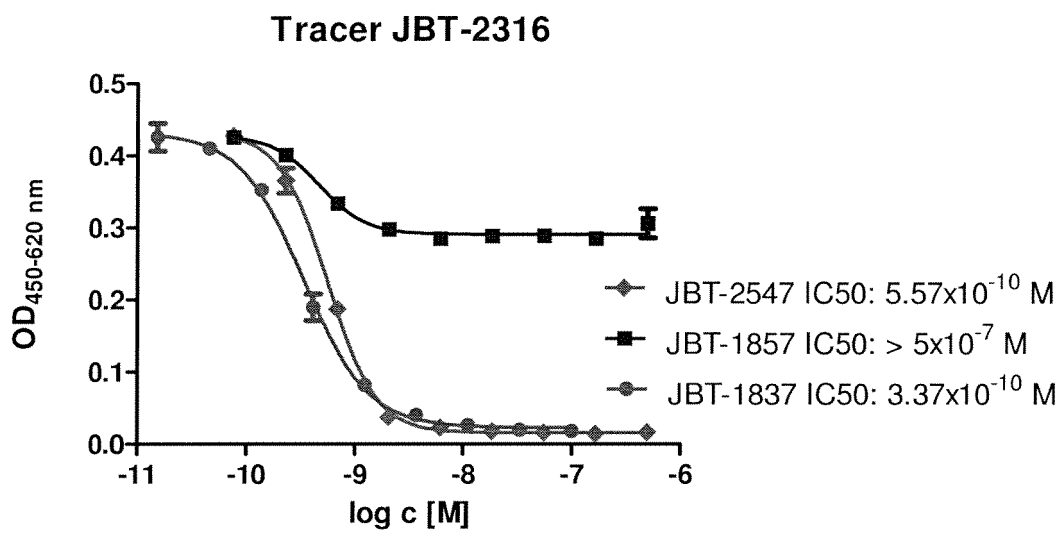 Tracer JBT-2316
0.5
0.4
0.3
0.2
0.1
0.0
OD450-620 nm
-11
-10
-9
-8
-7
-6
log c [M]
JBT-2547 IC50: 5.57x10⁻¹⁰ M
JBT-1857 IC50: > 5x10⁻⁷ M
JBT-1837 IC50: 3.37x10⁻¹⁰ M